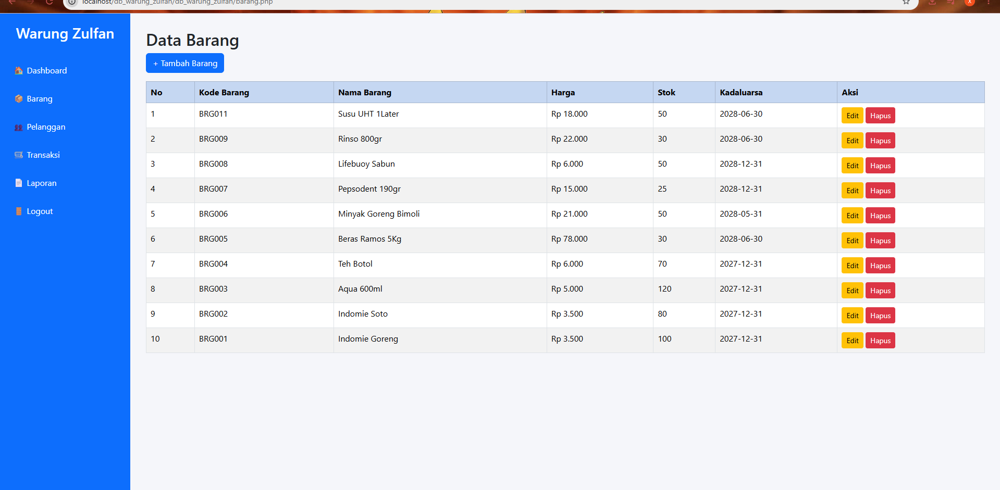 localhost/db_warung_zulfan/db_warung_zulfan/barang.php
X
Warung Zulfan
Dashboard
Barang
Pelanggan
Transaksi
Laporan
Logout
Data Barang
+ Tambah Barang
No Kode Barang Nama Barang Harga Stok Kadaluarsa Aksi
1 BRG011 Susu UHT 1Later Rp 18.000 50 2028-06-30 Edit Hapus
2 BRG009 Rinso 800gr Rp 22.000 30 2028-06-30 Edit Hapus
3 BRG008 Lifebuoy Sabun Rp 6.000 50 2028-12-31 Edit Hapus
4 BRG007 Pepsodent 190gr Rp 15.000 25 2028-12-31 Edit Hapus
5 BRG006 Minyak Goreng Bimoli Rp 21.000 50 2028-05-31 Edit Hapus
6 BRG005 Beras Ramos 5Kg Rp 78.000 30 2028-06-30 Edit Hapus
7 BRG004 Teh Botol Rp 6.000 70 2027-12-31 Edit Hapus
8 BRG003 Aqua 600ml Rp 5.000 120 2027-12-31 Edit Hapus
9 BRG002 Indomie Soto Rp 3.500 80 2027-12-31 Edit Hapus
10 BRG001 Indomie Goreng Rp 3.500 100 2027-12-31 Edit Hapus